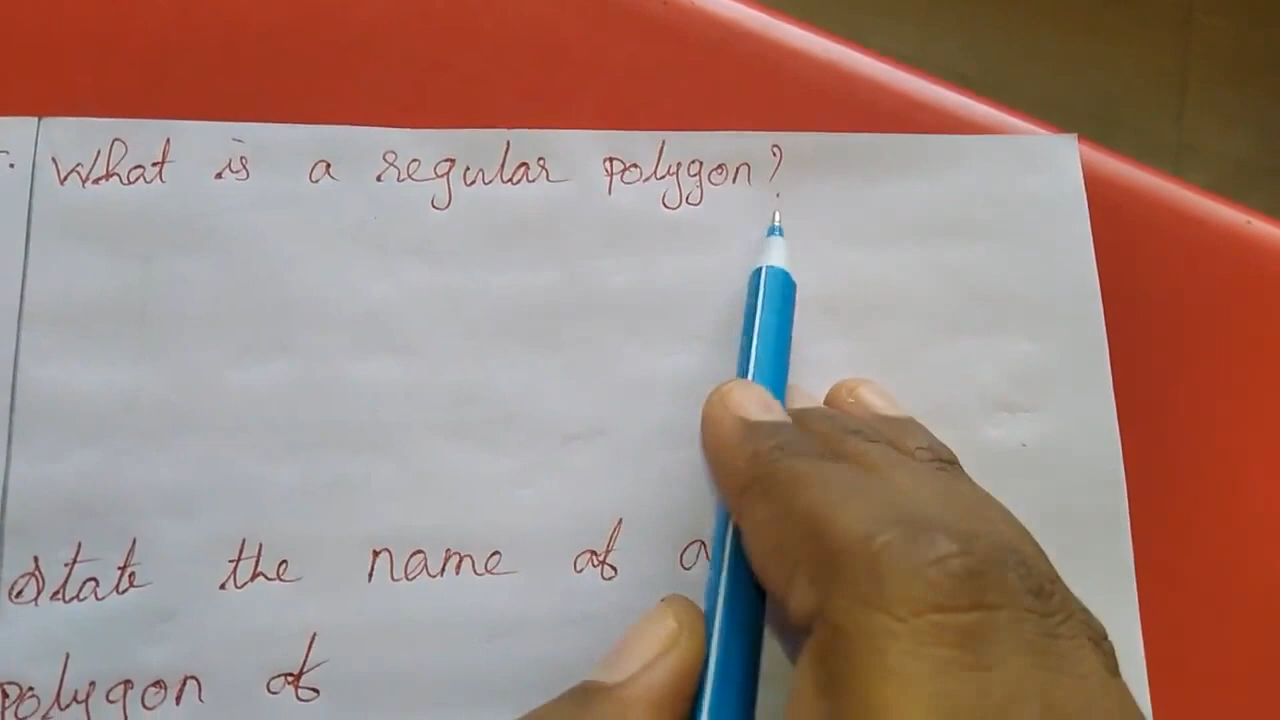 What is a regular polygon?
State the name of a
polygon of